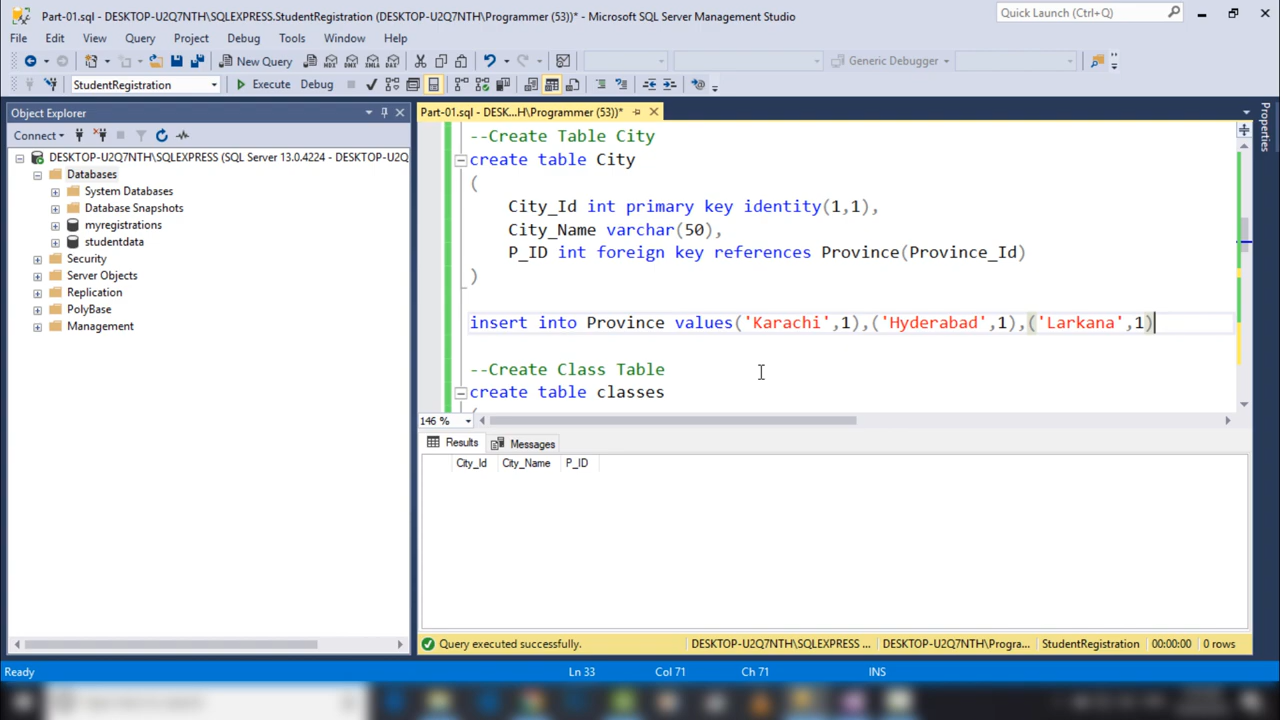 Part-01.sql - DESKTOP-U2Q7NTH\SQLEXPRESS.StudentRegistration (DESKTOP-U2Q7NTH\Programmer (53))* - Microsoft SQL Server Management Studio
Quick Launch (Ctrl+Q)
File Edit View Query Project Debug Tools Window Help
New Query
Generic Debugger
StudentRegistration
Execute Debug
Object Explorer
Connect
DESKTOP-U2Q7NTH\SQLEXPRESS (SQL Server 13.0.4224 - DESKTOP-U2Q
Databases
System Databases
Database Snapshots
myregistrations
studentdata
Security
Server Objects
Replication
PolyBase
Management
Part-01.sql - DESK...H\Programmer (53))*
--Create Table City
create table City
(
City_Id int primary key identity(1,1),
City_Name varchar(50),
P_ID int foreign key references Province(Province_Id)
)
insert into Province values('Karachi',1),('Hyderabad',1),('Larkana',1)
--Create Class Table
create table classes
146 %
Results Messages
City_Id City_Name P_ID
Query executed successfully.
DESKTOP-U2Q7NTH\SQLEXPRESS ... DESKTOP-U2Q7NTH\Progra... StudentRegistration 00:00:00 0 rows
Ready Ln 33 Col 71 Ch 71 INS
Properties